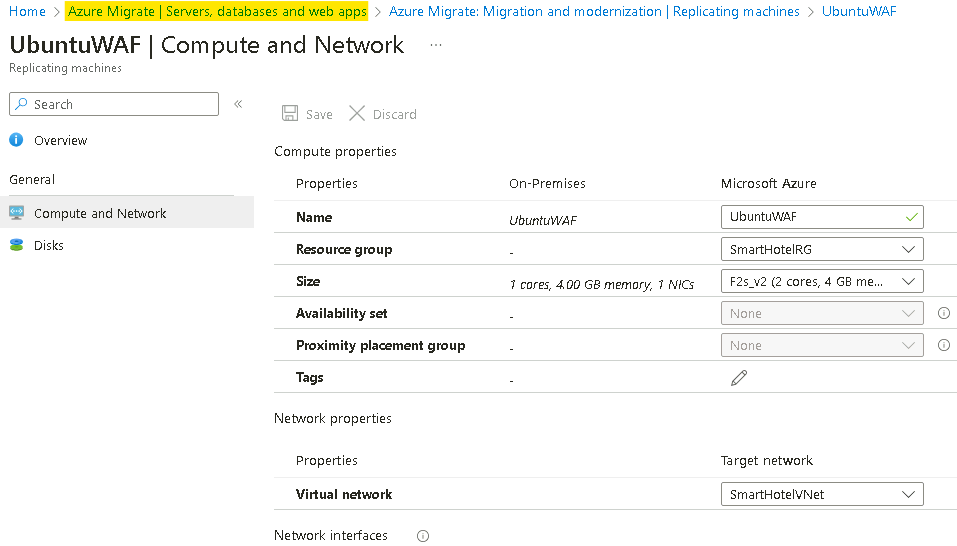 Home > Azure Migrate | Servers, databases and web apps > Azure Migrate: Migration and modernization | Replicating machines > UbuntuWAF
UbuntuWAF | Compute and Network ...
Replicating machines
Search «
Save Discard
Overview
Compute properties
General
Properties On-Premises Microsoft Azure
Compute and Network
Name UbuntuWAF UbuntuWAF
Disks
Resource group - SmartHotelRG
Size 1 cores, 4.00 GB memory, 1 NICs F2s_v2 (2 cores, 4 GB me...
Availability set - None
Proximity placement group - None
Tags -
Network properties
Properties Target network
Virtual network SmartHotelVNet
Network interfaces